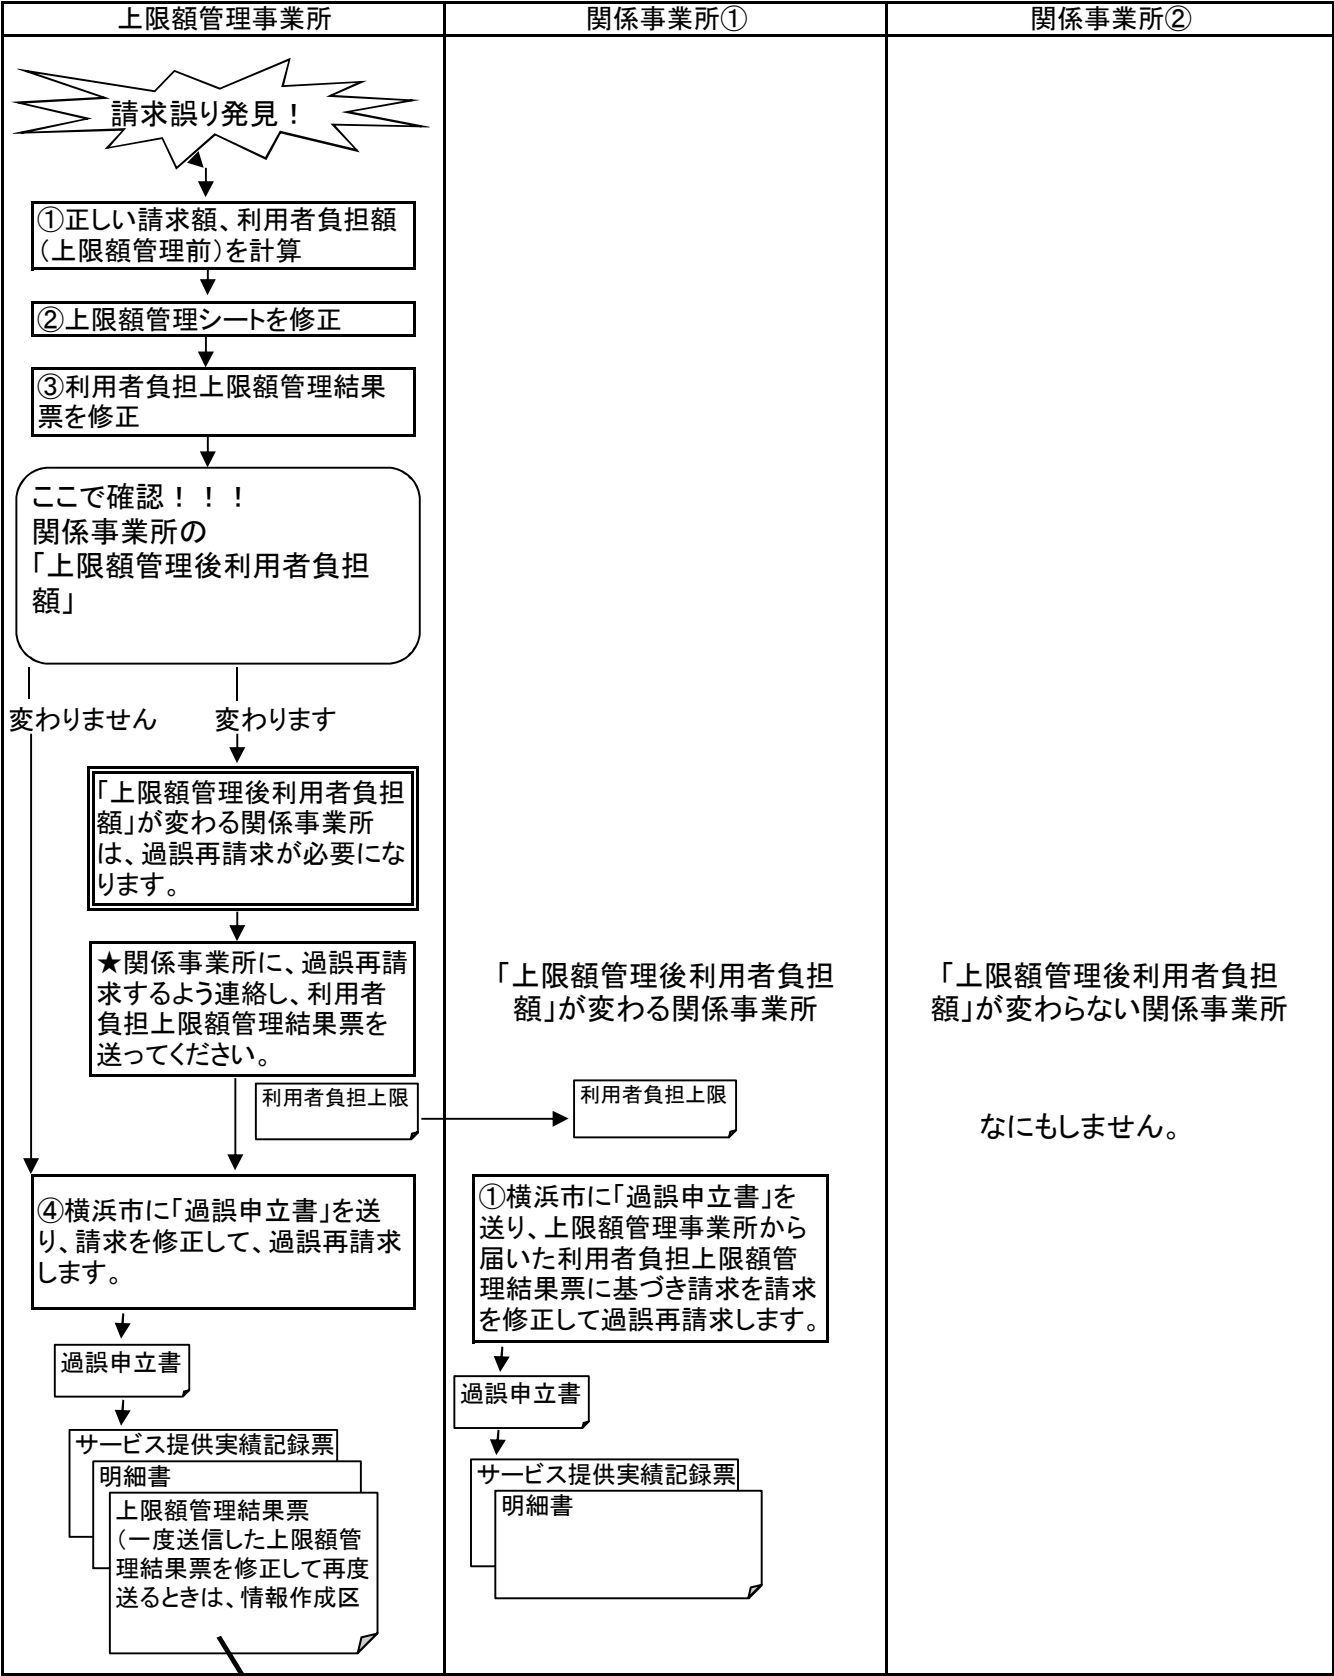 上限額管理事業所
関係事業所①
関係事業所②
請求誤り発見！
①正しい請求額、利用者負担額
（上限額管理前）を計算
②上限額管理シートを修正
③利用者負担上限額管理結果
票を修正
ここで確認！！！
関係事業所の
「上限額管理後利用者負担
額」
変わりません
変わります
「上限額管理後利用者負担
額」が変わる関係事業所
は、過誤再請求が必要にな
ります。
★関係事業所に、過誤再請
求するよう連絡し、利用者
負担上限額管理結果票を
送ってください。
「上限額管理後利用者負担
額」が変わる関係事業所
「上限額管理後利用者負担
額」が変わらない関係事業所
利用者負担上限
利用者負担上限
なにもしません。
④横浜市に「過誤申立書」を送
り、請求を修正して、過誤再請求
します。
①横浜市に「過誤申立書」を
送り、上限額管理事業所から
届いた利用者負担上限額管
理結果票に基づき請求を請求
を修正して過誤再請求します。
過誤申立書
サービス提供実績記録票
明細書
上限額管理結果票
（一度送信した上限額管
理結果票を修正して再度
送るときは、情報作成区
過誤申立書
サービス提供実績記録票
明細書